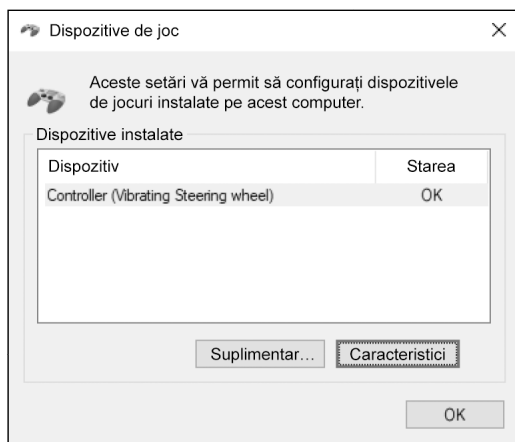 Dispozitive de joc
Aceste setări vă permit să configurați dispozitivele
de jocuri instalate pe acest computer.
Dispozitive instalate
Dispozitiv Starea
Controller (Vibrating Steering wheel) OK
Suplimentar... Caracteristici
OK